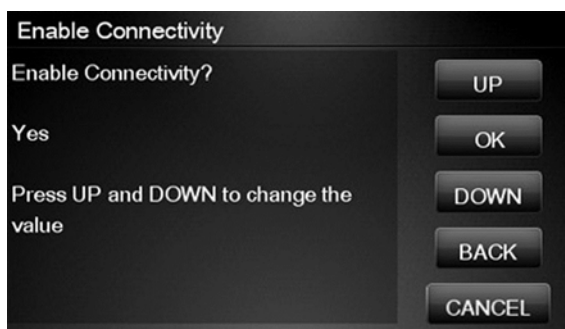 Enable Connectivity
Enable Connectivity?
UP
Yes
OK
Press UP and DOWN to change the
value
DOWN
BACK
CANCEL